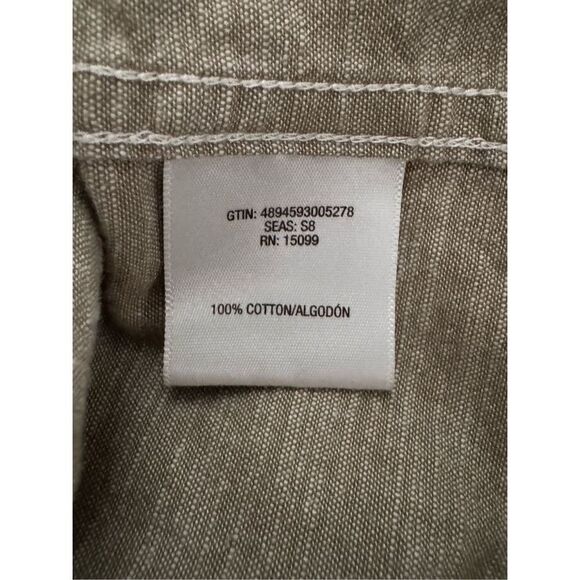 GTIN: 4894593005278
SEAS: S8
RN: 15099
100% COTTON/ALGODÓN